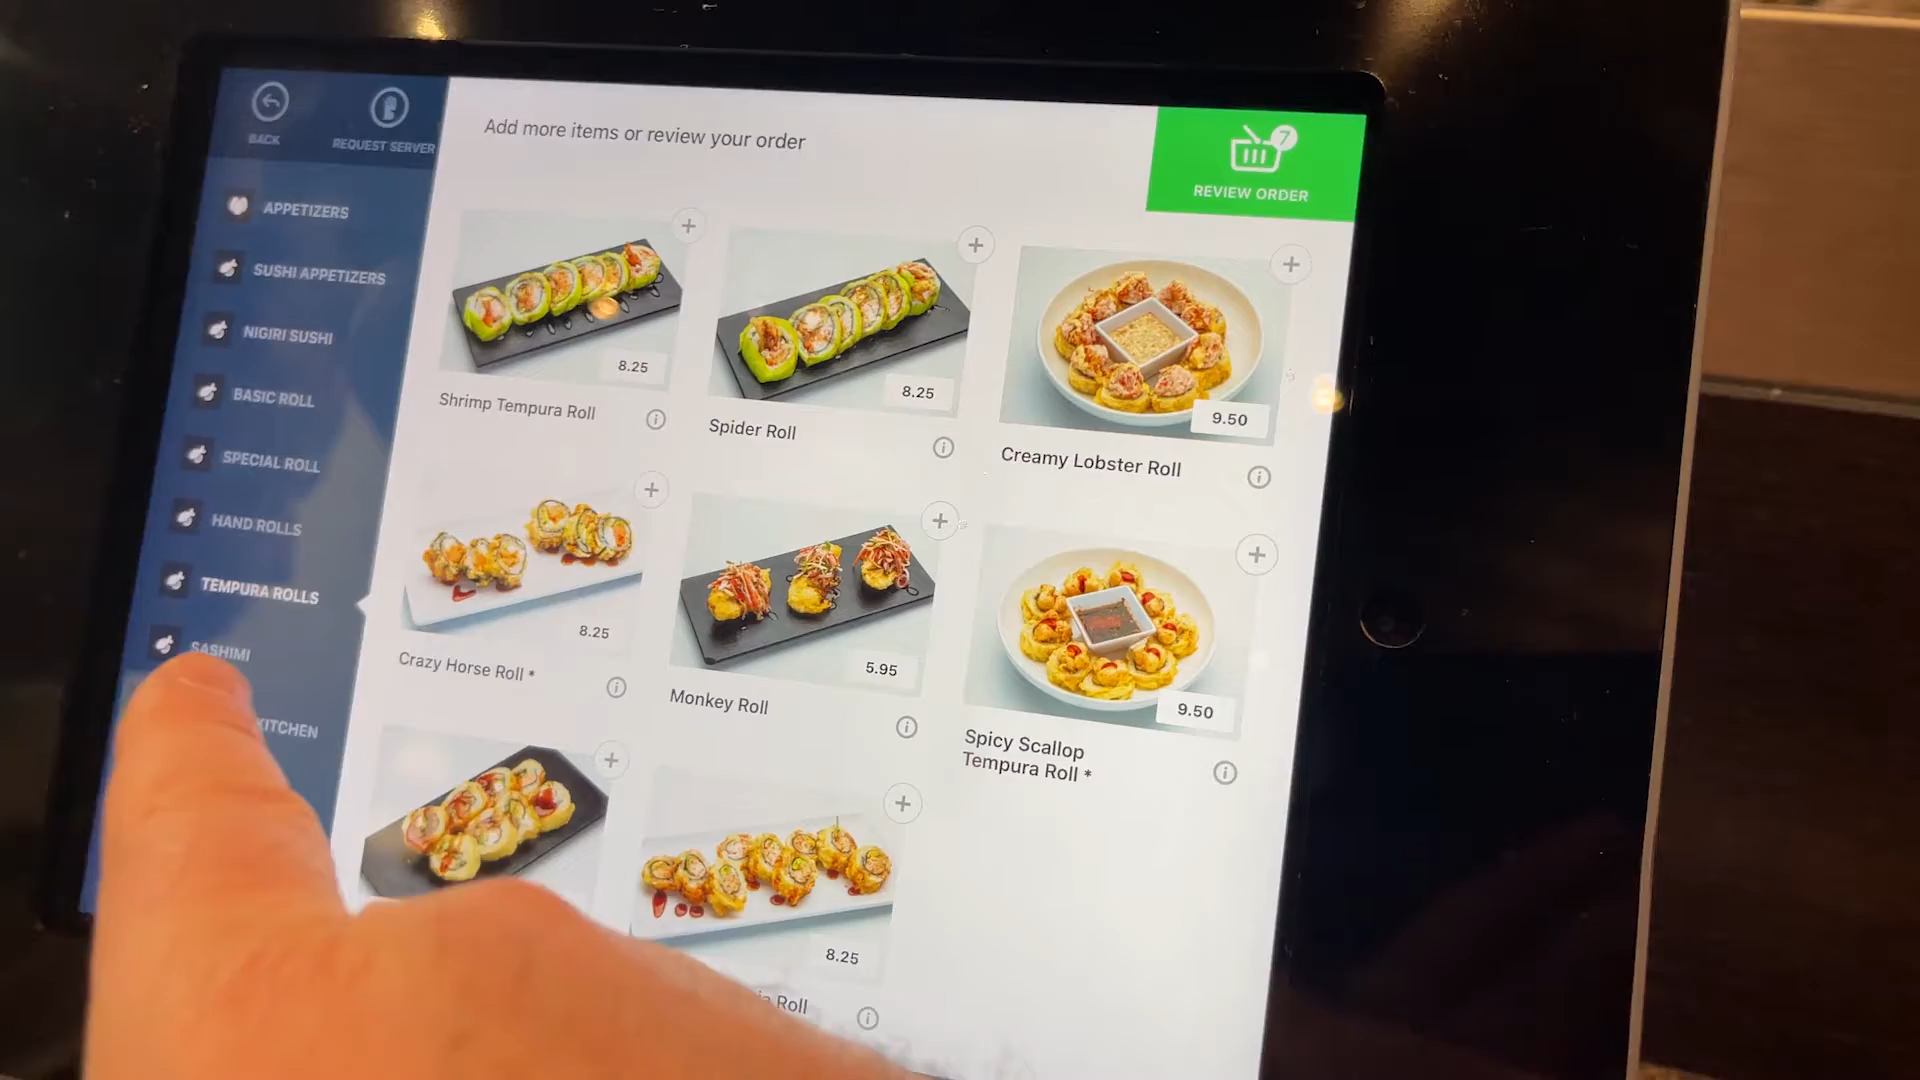 BACK
REQUEST SERVER
Add more items or review your order
7
REVIEW ORDER
APPETIZERS
SUSHI APPETIZERS
NIGIRI SUSHI
BASIC ROLL
SPECIAL ROLL
HAND ROLLS
TEMPURA ROLLS
SASHIMI
KITCHEN
8.25
Shrimp Tempura Roll
8.25
Spider Roll
9.50
Creamy Lobster Roll
8.25
Crazy Horse Roll *
5.95
Monkey Roll
9.50
Spicy Scallop
Tempura Roll *
8.25
Roll